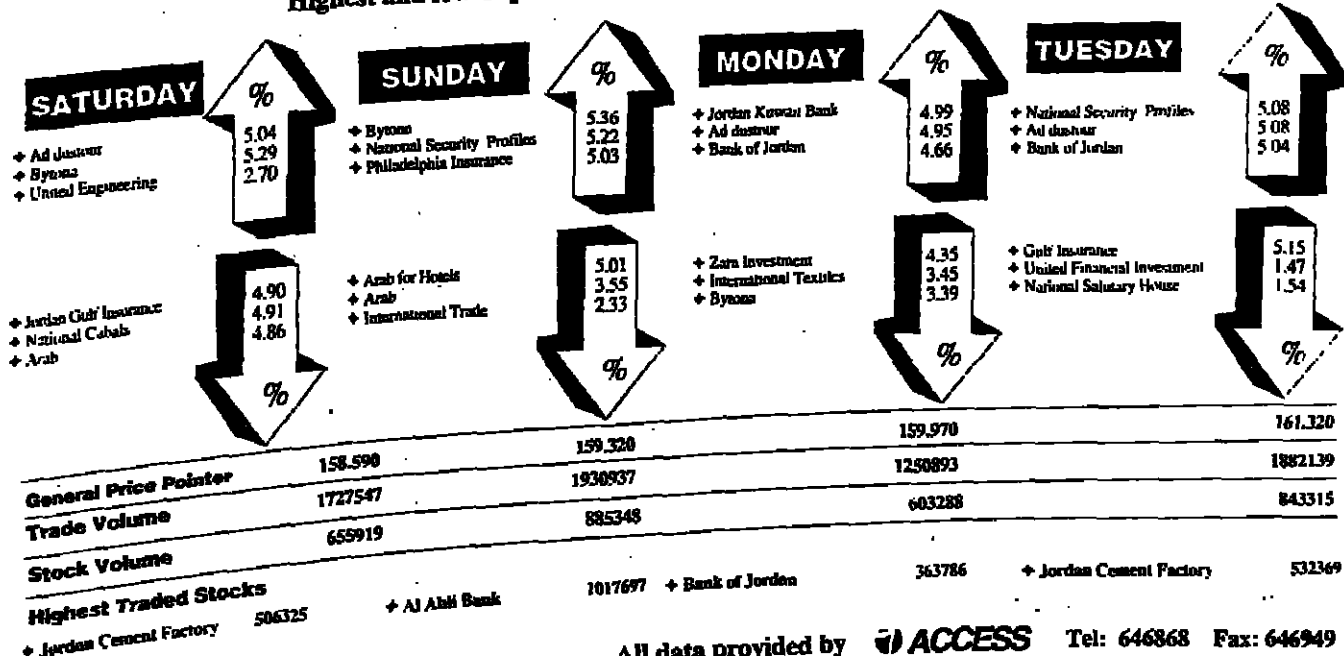 Highest and
SATURDAY
%
5.04
5.29
2.70
+ Ad dustour
+ Bytona
+ United Engineering
4.90
4.91
4.86
%
+ Jordan Gulf Insurance
+ National Cabals
+ Arab
SUNDAY
%
5.36
5.22
5.03
+ Bytona
+ National Security Profiles
+ Philadelphia Insurance
5.01
3.55
2.33
%
+ Arab for Hotels
+ Arab
+ International Trade
MONDAY
%
4.99
4.95
4.66
+ Jordan Kuwait Bank
+ Ad dustour
+ Bank of Jordan
4.35
3.45
3.39
%
+ Zara Investment
+ International Textiles
+ Bytona
TUESDAY
%
5.08
5 08
5 04
+ National Security Profiles
+ Ad dustour
+ Bank of Jordan
5.15
1.47
1.54
%
+ Gulf Insurance
+ United Financial Investment
+ National Salutary House
General Price Pointer 158.590 159.320 159.970 161.320
Trade Volume 1727547 1930937 1250893 1882139
Stock Volume 655919 885348 603288 843315
Highest Traded Stocks
+ Jordan Cement Factory 506325 + Al Ahli Bank 1017697 + Bank of Jordan 363786 + Jordan Cement Factory 532369
All data provided by ACCESS Tel: 646868 Fax: 646949